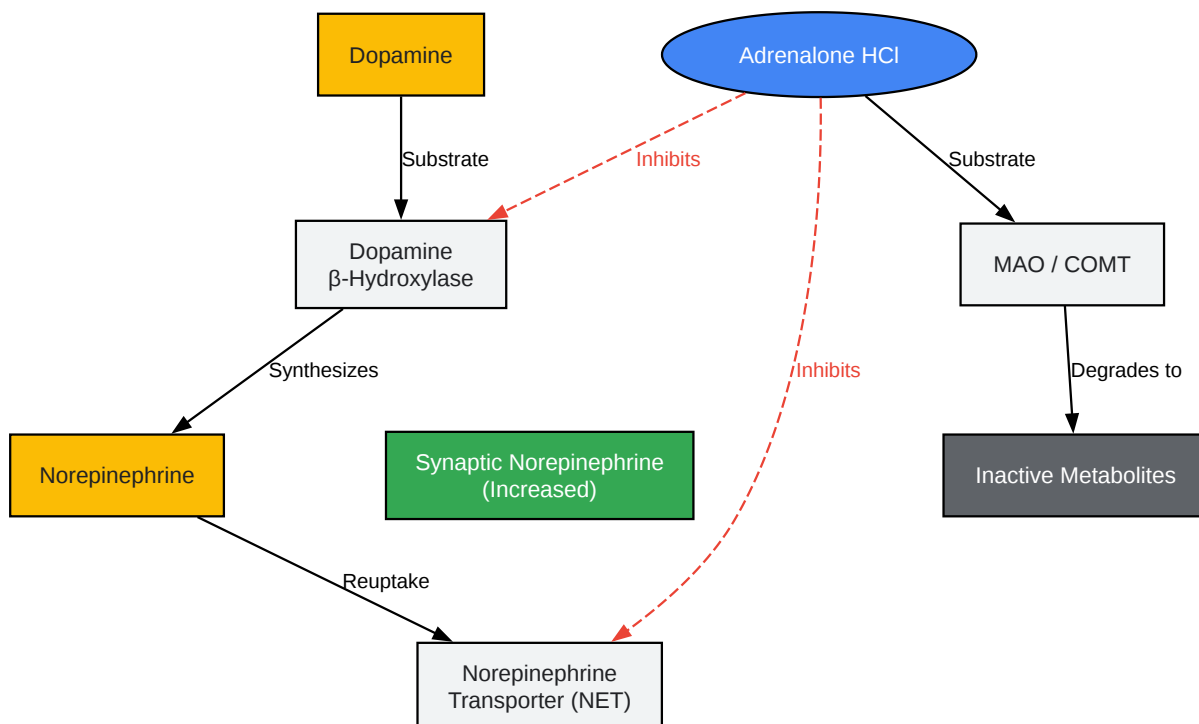 Dopamine
Adrenalone HCl
Substrate
Inhibits
Substrate
Dopamine
β-Hydroxylase
MAO / COMT
Synthesizes
Inhibits
Degrades to
Norepinephrine
Synaptic Norepinephrine
(Increased)
Inactive Metabolites
Reuptake
Norepinephrine
Transporter (NET)